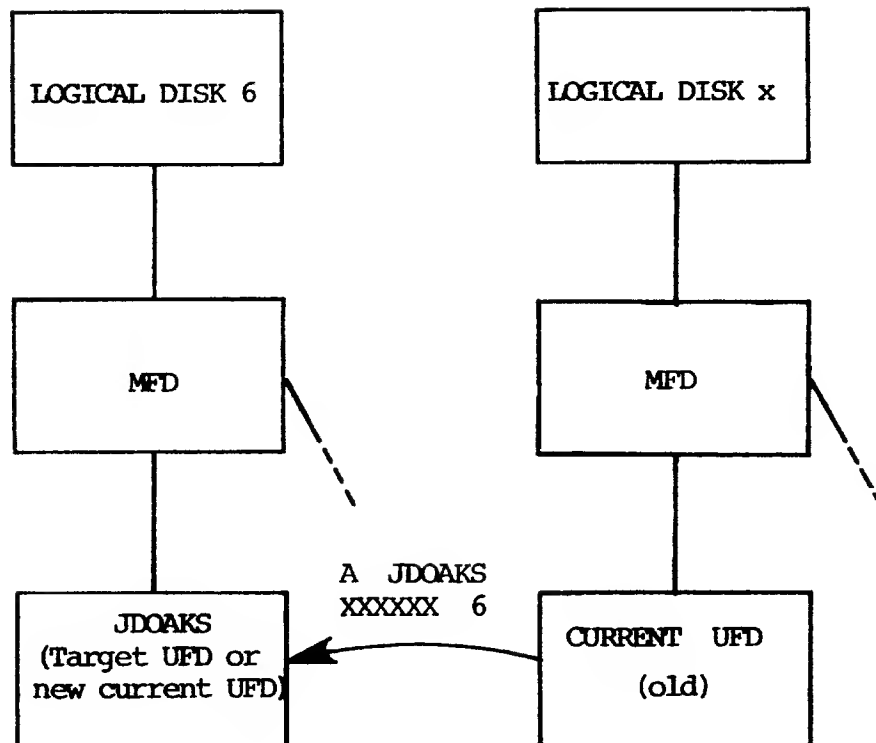 LOGICAL DISK 6
LOGICAL DISK x
MFD
MFD
A JDOAKS
XXXXXX 6
JDOAKS
(Target UFD or
new current UFD)
CURRENT UFD
(old)